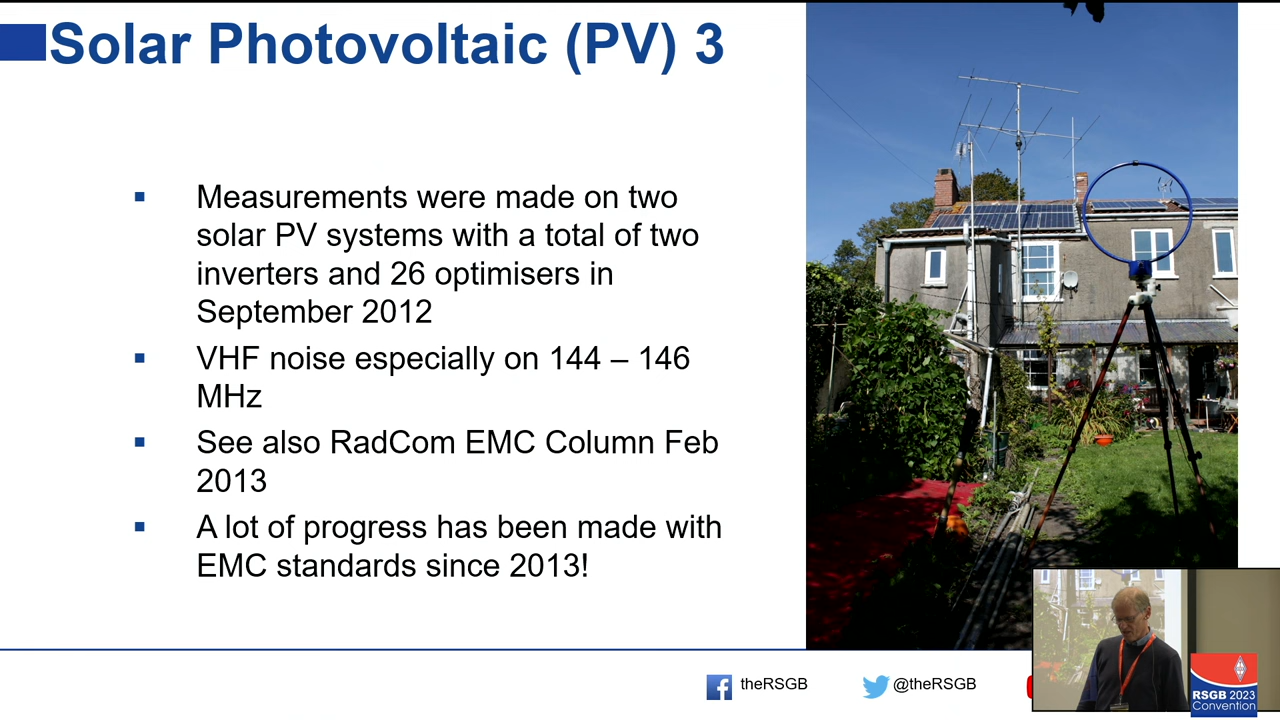 Solar Photovoltaic (PV) 3
▪ Measurements were made on two
solar PV systems with a total of two
inverters and 26 optimisers in
September 2012
▪ VHF noise especially on 144 – 146
MHz
▪ See also RadCom EMC Column Feb
2013
▪ A lot of progress has been made with
EMC standards since 2013!
theRSGB
@theRSGB
RSGB 2023
Convention